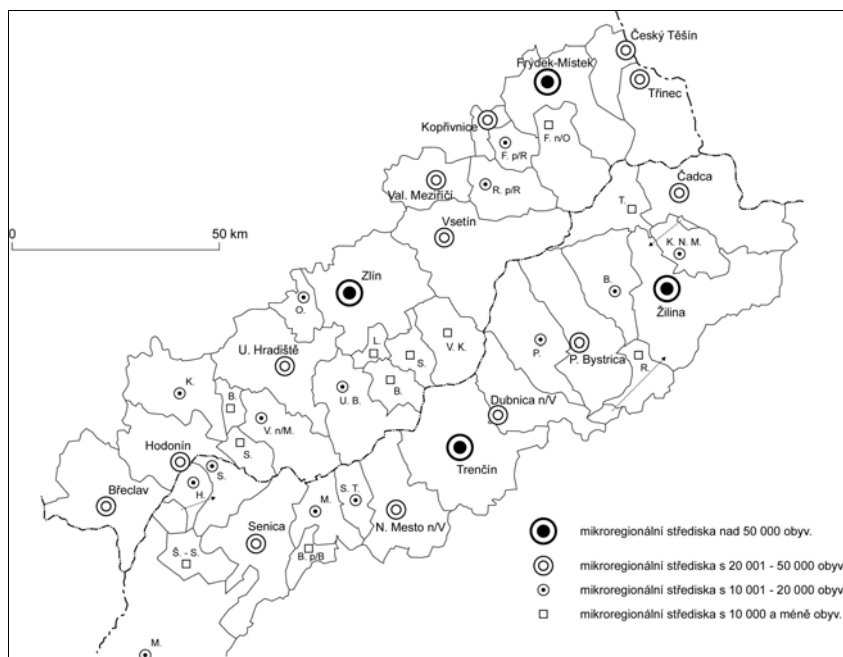 Český Těšín
Frýdek-Místek
Třinec
Kopřivnice
F. n/O
F. p/R
Val. Meziříčí
R. p/R
Čadca
T.
Vsetín
0 50 km
K. N. M.
Zlín
B.
Žilina
O.
L.
V. K.
P.
P. Bystrica
R.
U. Hradiště
S.
K.
B.
U. B.
B.
V. n/M.
Dubnica n/V
S.
Hodonín
S.
Trenčín
H.
S. T.
Břeclav
M.
N. Mesto n/V
Senica
B. p/B
Š. - S.
M.
mikroregionální střediska nad 50 000 obyv.
mikroregionální střediska s 20 001 - 50 000 obyv
mikroregionální střediska s 10 001 - 20 000 obyv.
mikroregionální střediska s 10 000 a méně obyv.